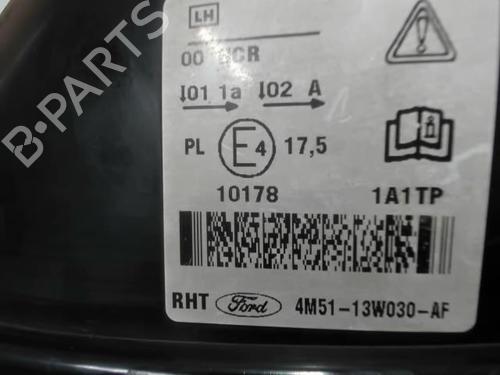 LH
00 HCR
01 1a 02 A
PL E4 17,5
10178 1A1TP
RHT Ford 4M51-13W030-AF
B-PARTS